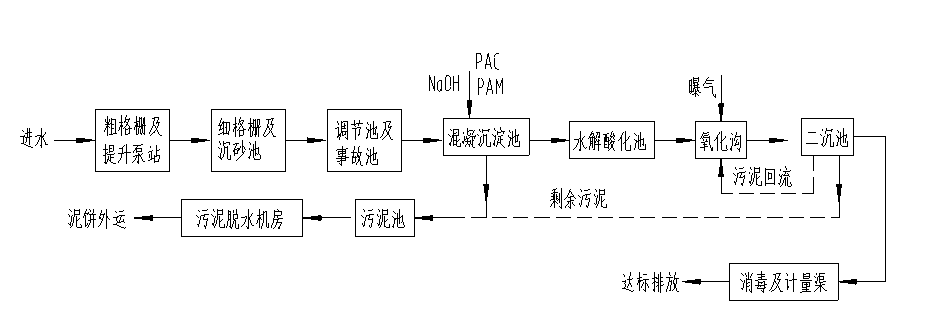 PAC
NaOH
PAM
曝气
进水
粗格栅及
提升泵站
细格栅及
沉砂池
调节池及
事故池
混凝沉淀池
水解酸化池
氧化沟
二沉池
污泥回流
剩余污泥
泥饼外运
污泥脱水机房
污泥池
达标排放
消毒及计量渠